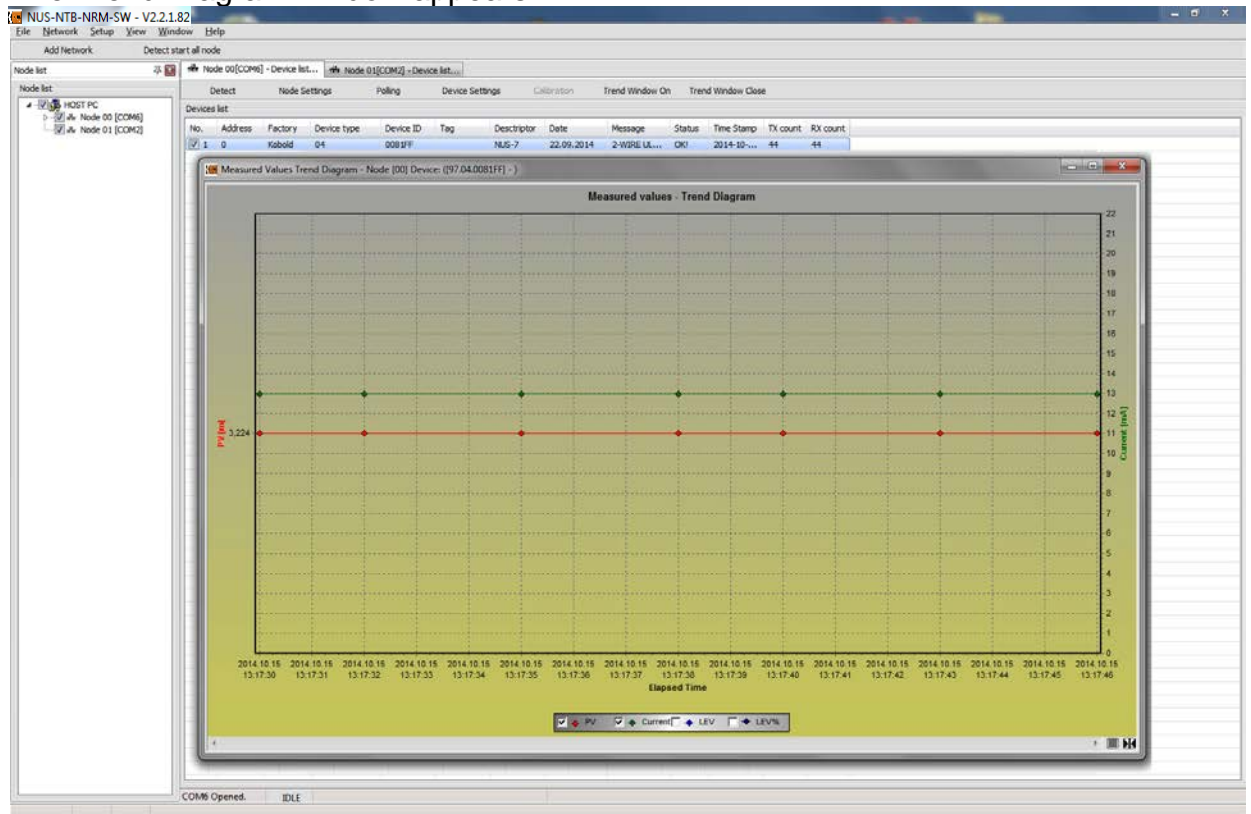 NUS-NTB-NRM-SW - V2.2.1.82
File Network Setup View Window Help
Add Network Detect start all node
Node list
Node list
HOST PC
Node 00 [COM6]
Node 01 [COM2]
Node 00[COM6] - Device list... Node 01[COM2] - Device list....
Detect Node Settings Polling Device Settings Calibration Trend Window On Trend Window Close
Devices list
No. Address Factory Device type Device ID Tag Desctriptor Date Message Status Time Stamp TX count RX count
1 0 Kobold 04 0081FF NUS-7 22.09.2014 2-WIRE UL... OK! 2014-10-... 44 44
Measured Values Trend Diagram - Node [00] Device: ([97.04.0081FF] - )
Measured values - Trend Diagram
22
21
20
19
18
17
16
15
14
13
12
11
10
9
8
7
6
5
4
3
2
1
0
PV [m]
3,224
Current [mA]
2014.10.15 2014.10.15 2014.10.15 2014.10.15 2014.10.15 2014.10.15 2014.10.15 2014.10.15 2014.10.15 2014.10.15 2014.10.15 2014.10.15 2014.10.15 2014.10.15 2014.10.15 2014.10.15 2014.10.15
13:17:30 13:17:31 13:17:32 13:17:33 13:17:34 13:17:35 13:17:36 13:17:37 13:17:38 13:17:39 13:17:40 13:17:41 13:17:42 13:17:43 13:17:44 13:17:45 13:17:46
Elapsed Time
PV Current LEV LEV%
COM6 Opened. IDLE